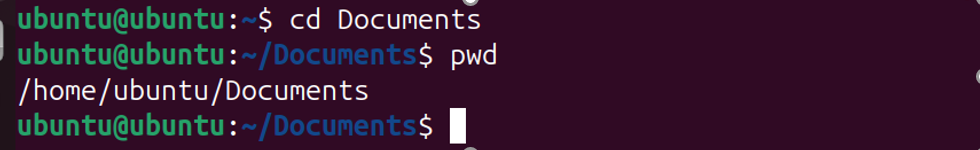 ubuntu@ubuntu:~$ cd Documents
ubuntu@ubuntu:~/Documents$ pwd
/home/ubuntu/Documents
ubuntu@ubuntu:~/Documents$